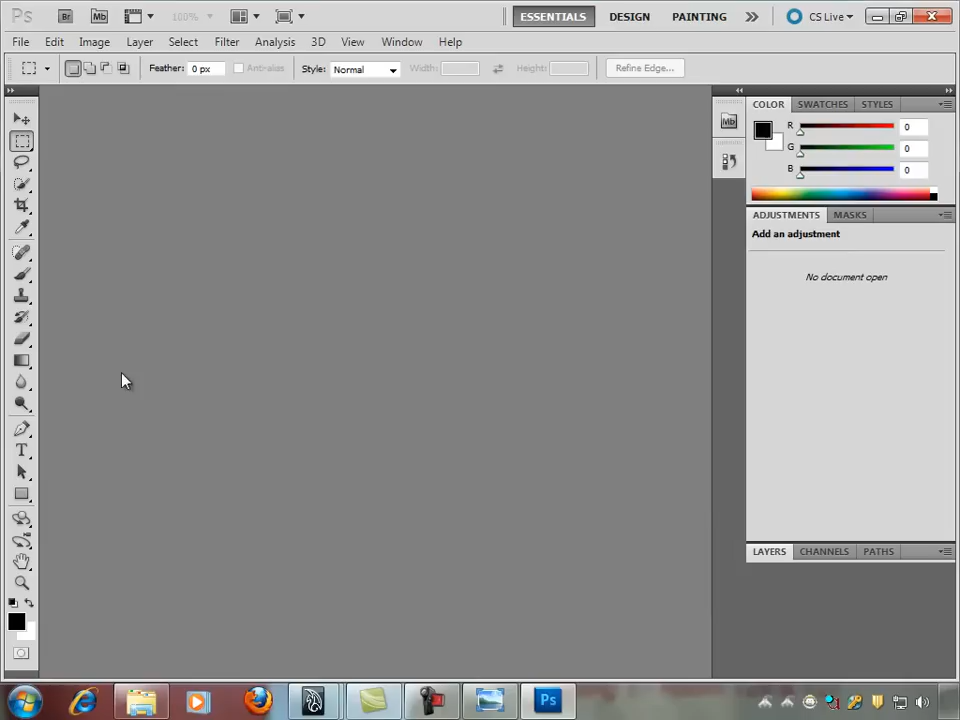 Ps Br Mb 100% ESSENTIALS DESIGN PAINTING CS Live
File Edit Image Layer Select Filter Analysis 3D View Window Help
Feather: 0 px Anti-alias Style: Normal Width: Height: Refine Edge...
COLOR SWATCHES STYLES
Mb
R 0
G 0
B 0
ADJUSTMENTS MASKS
Add an adjustment
No document open
T
LAYERS CHANNELS PATHS
Ps